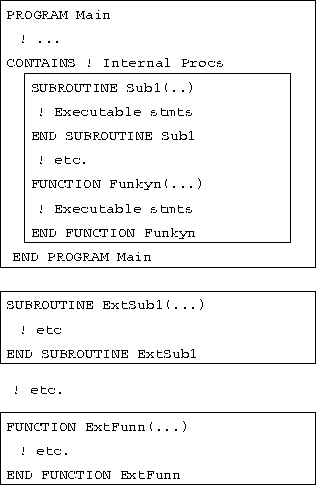 PROGRAM Main
! ...
CONTAINS ! Internal Procs
SUBROUTINE Sub1(..)
! Executable stmts
END SUBROUTINE Sub1
! etc.
FUNCTION Funkyn(...)
! Executable stmts
END FUNCTION Funkyn
END PROGRAM Main
SUBROUTINE ExtSub1(...)
! etc
END SUBROUTINE ExtSub1
! etc.
FUNCTION ExtFunn(...)
! etc.
END FUNCTION ExtFunn